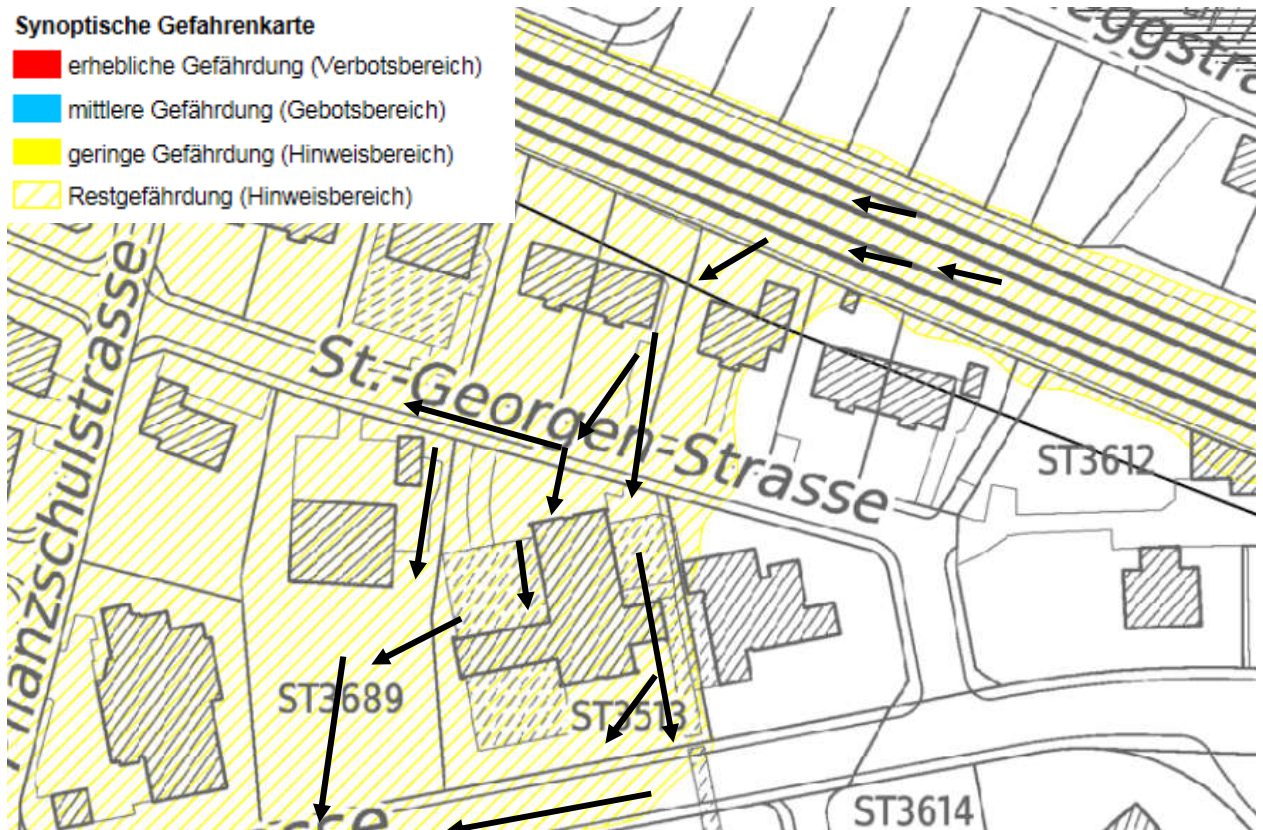 Synoptische Gefahrenkarte
erhebliche Gefährdung (Verbotsbereich)
mittlere Gefährdung (Gebotsbereich)
geringe Gefährdung (Hinweisbereich)
Restgefährdung (Hinweisbereich)
St.-Georgen-Strasse
ST3612
ST3689
ST3513
ST3614